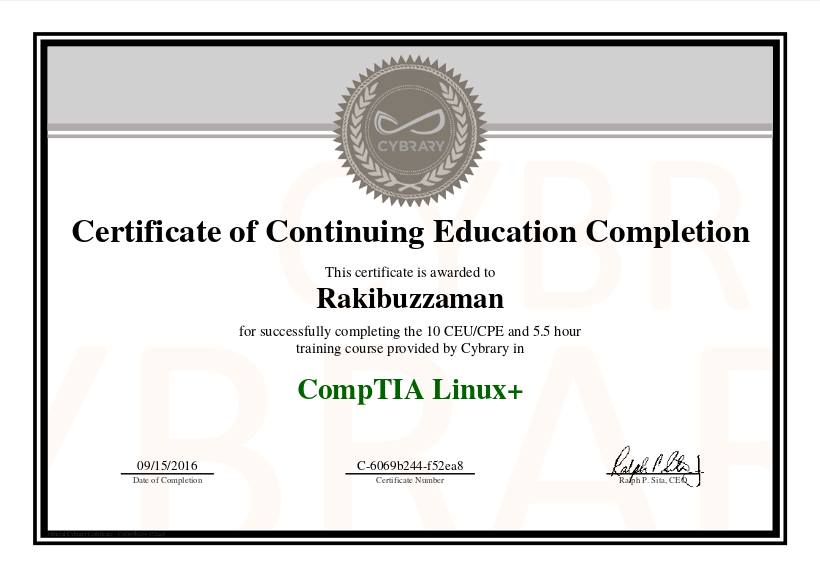 CYBRARY
Certificate of Continuing Education Completion
This certificate is awarded to
Rakibuzzaman
for successfully completing the 10 CEU/CPE and 5.5 hour
training course provided by Cybrary in
CompTIA Linux+
09/15/2016
Date of Completion
C-6069b244-f52ea8
Certificate Number
Ralph P. Sita
Ralph P. Sita, CEO